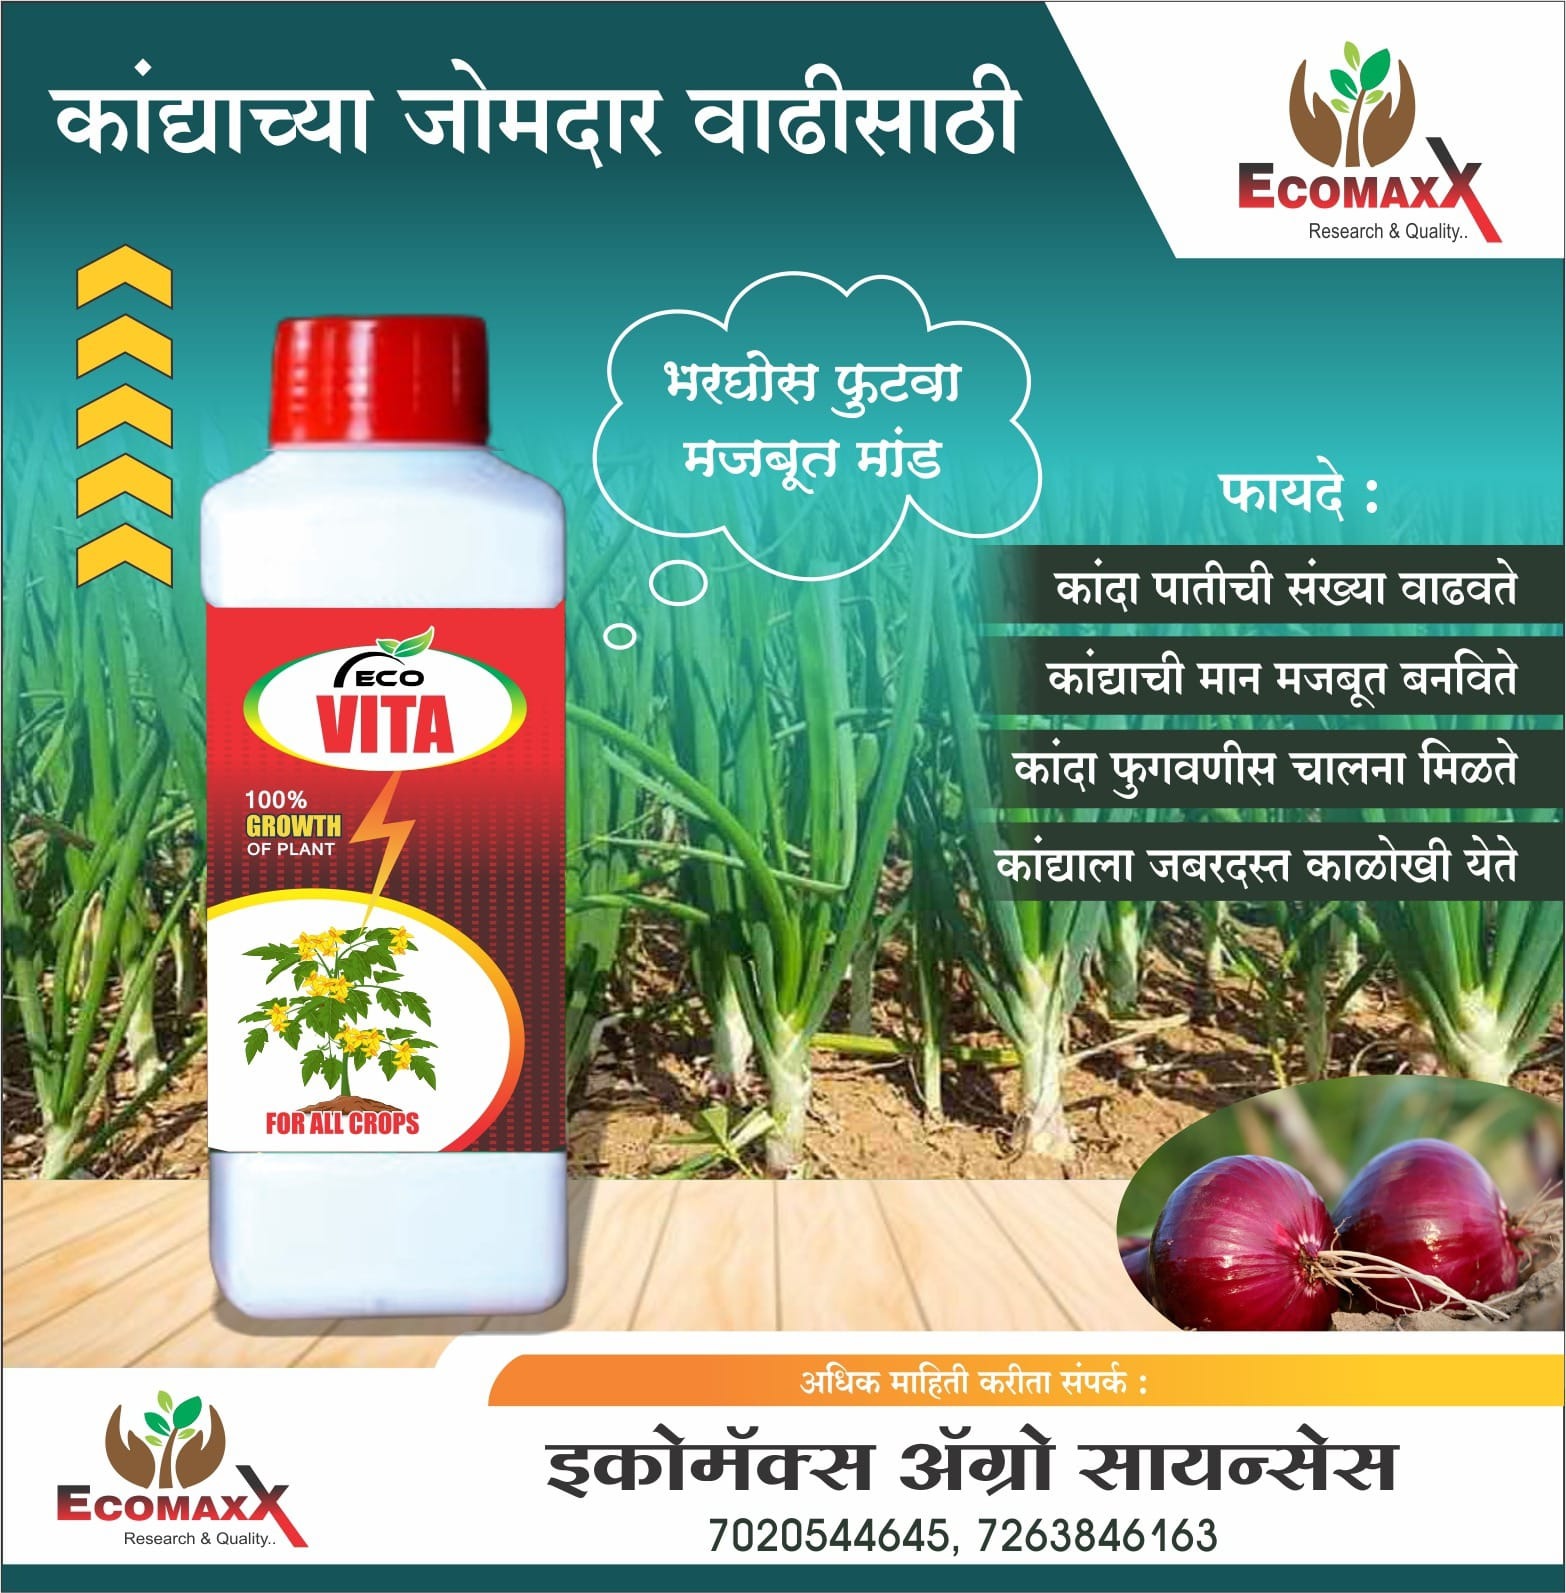 कांद्याच्या जोमदार वाढीसाठी
ECOMAXX
Research & Quality..
भरघोस फुटवा
मजबूत मांड
फायदे :
कांदा पातीची संख्या वाढवते
कांद्याची मान मजबूत बनविते
कांदा फुगवणीस चालना मिळते
कांद्याला जबरदस्त काळोखी येते
ECO
VITA
100%
GROWTH
OF PLANT
FOR ALL CROPS
अधिक माहिती करीता संपर्क :
इकोमॅक्स ॲग्रो सायन्सेस
7020544645, 7263846163
ECOMAXX
Research & Quality..